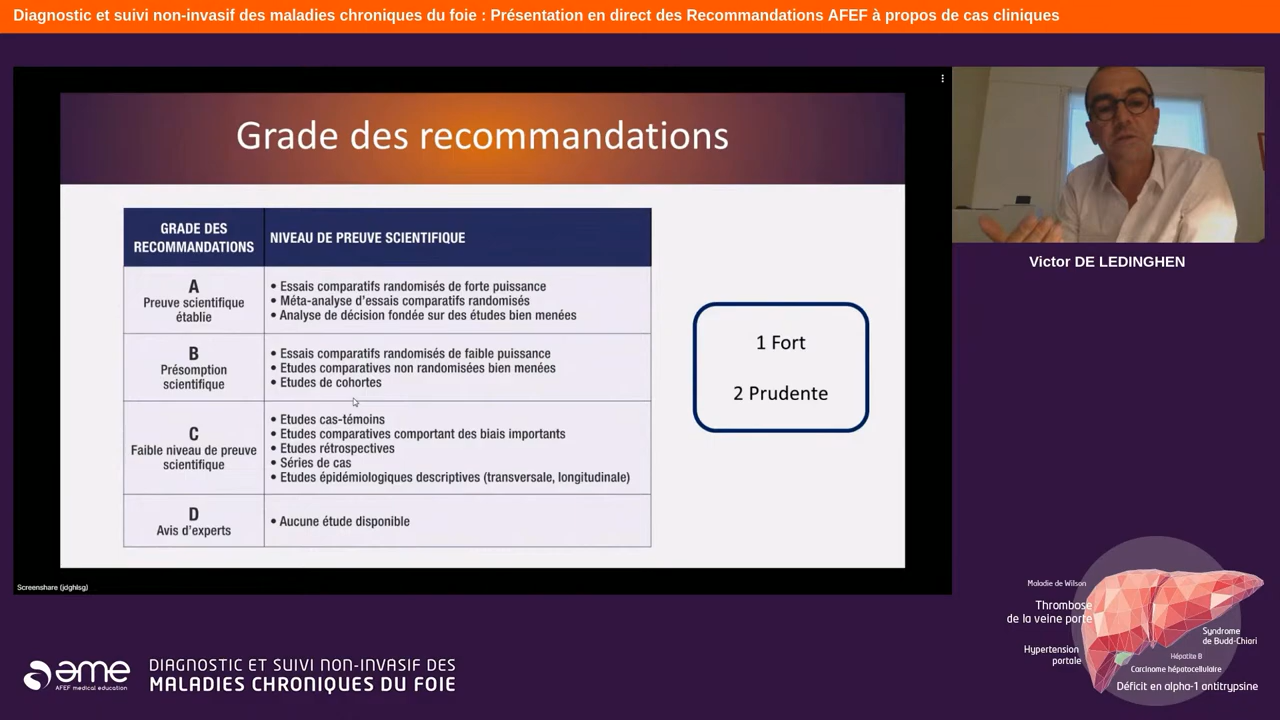 Diagnostic et suivi non-invasif des maladies chroniques du foie : Présentation en direct des Recommandations AFEF à propos de cas cliniques
Grade des recommandations
GRADE DES
RECOMMANDATIONS
NIVEAU DE PREUVE SCIENTIFIQUE
A
Preuve scientifique
établie
• Essais comparatifs randomisés de forte puissance
• Méta-analyse d'essais comparatifs randomisés
• Analyse de décision fondée sur des études bien menées
B
Présomption
scientifique
• Essais comparatifs randomisés de faible puissance
• Etudes comparatives non randomisées bien menées
• Etudes de cohortes
C
Faible niveau de preuve
scientifique
• Etudes cas-témoins
• Etudes comparatives comportant des biais importants
• Etudes rétrospectives
• Séries de cas
• Etudes épidémiologiques descriptives (transversale, longitudinale)
D
Avis d'experts
• Aucune étude disponible
1 Fort
2 Prudente
Screenshare (jdghlsg)
Victor DE LEDINGHEN
Maladie de Wilson
Thrombose
de la veine porte
Syndrome
de Budd-Chiari
Hypertension
portale
Hépatite B
Carcinome hépatocellulaire
Déficit en alpha-1 antitrypsine
ame
AFEF medical education
DIAGNOSTIC ET SUIVI NON-INVASIF DES
MALADIES CHRONIQUES DU FOIE